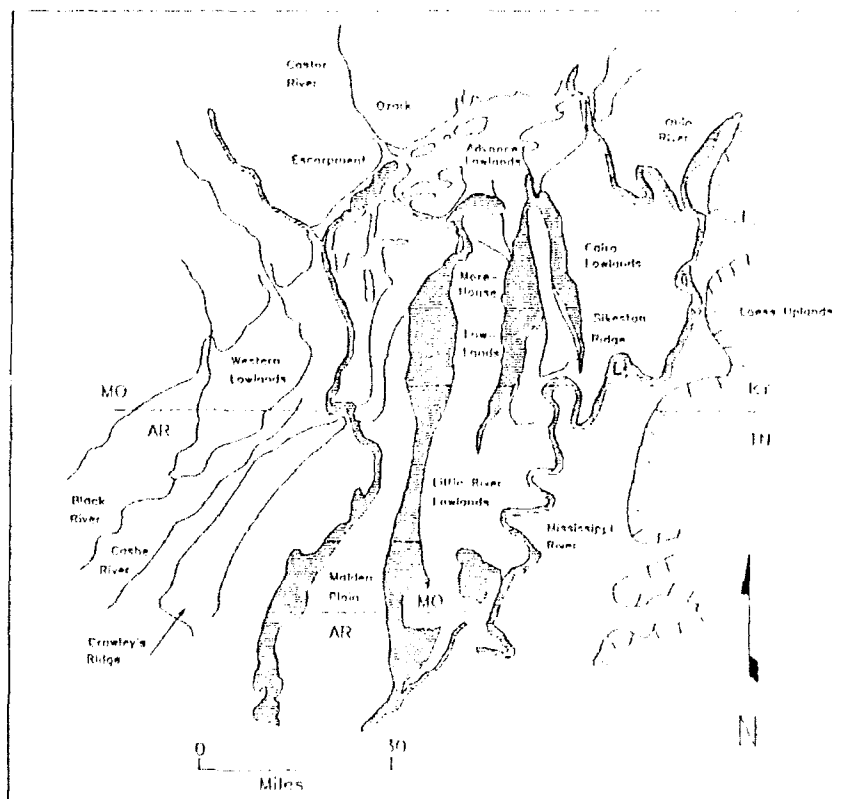 Castor
River
Ozark
Ohio
River
Escarpment
Advance
Lowlands
Cairo
Lowlands
More-
House
Low-
Lands
Sikeston
Ridge
Loess Uplands
Western
Lowlands
MO
AR
KY
TN
Black
River
Cache
River
Little River
Lowlands
Mississippi
River
Malden
Plain
MO
AR
Crowley's
Ridge
0
30
Miles
N